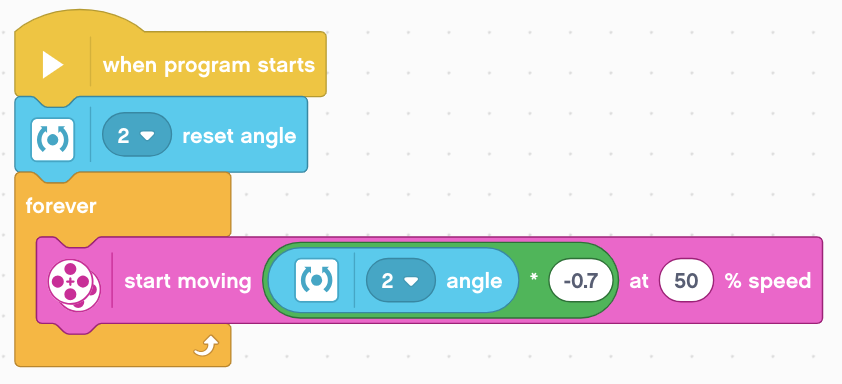 when program starts
2 reset angle
forever
start moving 2 angle * -0.7 at 50 % speed